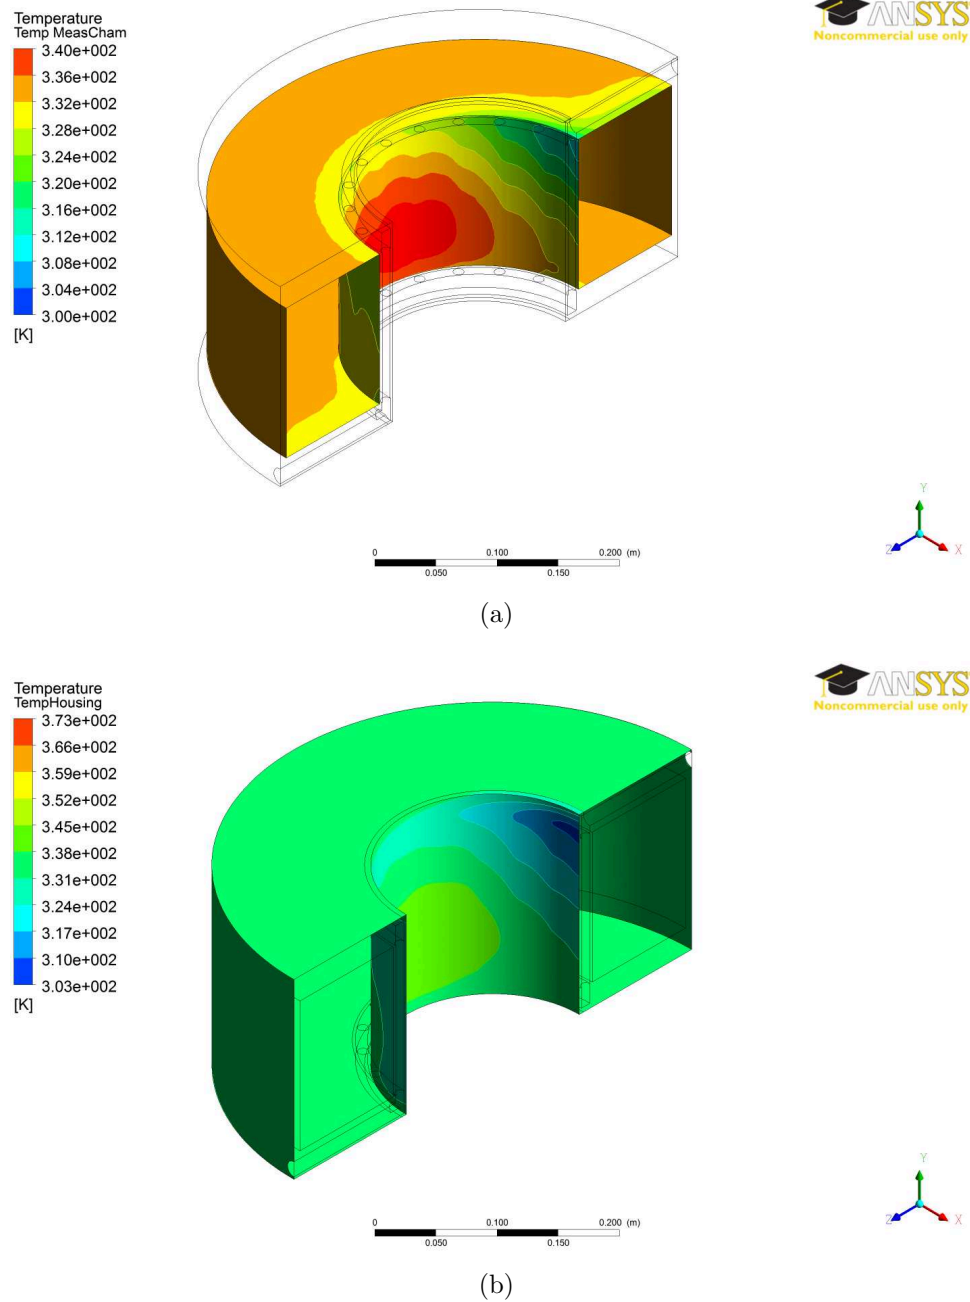 Temperature
Temp MeasCham
3.40e+002
3.36e+002
3.32e+002
3.28e+002
3.24e+002
3.20e+002
3.16e+002
3.12e+002
3.08e+002
3.04e+002
3.00e+002
[K]
ANSYS
Noncommercial use only
Y
Z
X
0 0.100 0.200 (m)
0.050 0.150
(a)
Temperature
TempHousing
3.73e+002
3.66e+002
3.59e+002
3.52e+002
3.45e+002
3.38e+002
3.31e+002
3.24e+002
3.17e+002
3.10e+002
3.03e+002
[K]
ANSYS
Noncommercial use only
Y
Z
X
0 0.100 0.200 (m)
0.050 0.150
(b)